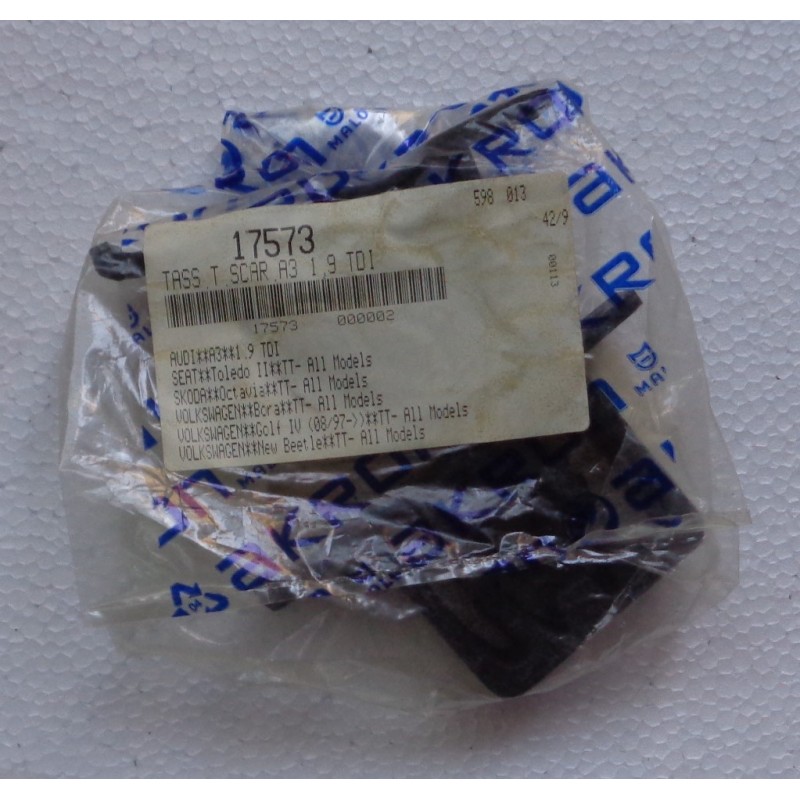 MALO
598 013
17573
42/9
TASS T SCAR.A3 1,9 TDI
00113
17573 000002
AUDI**A3**1.9 TDI
SEAT**Toledo II**TT- All Models
SKODA**Octavia**TT- All Models
VOLKSWAGEN**Bora**TT- All Models
VOLKSWAGEN**Golf IV (08/97-))**TT- All Models
VOLKSWAGEN**New Beetle**TT- All Models
MALO